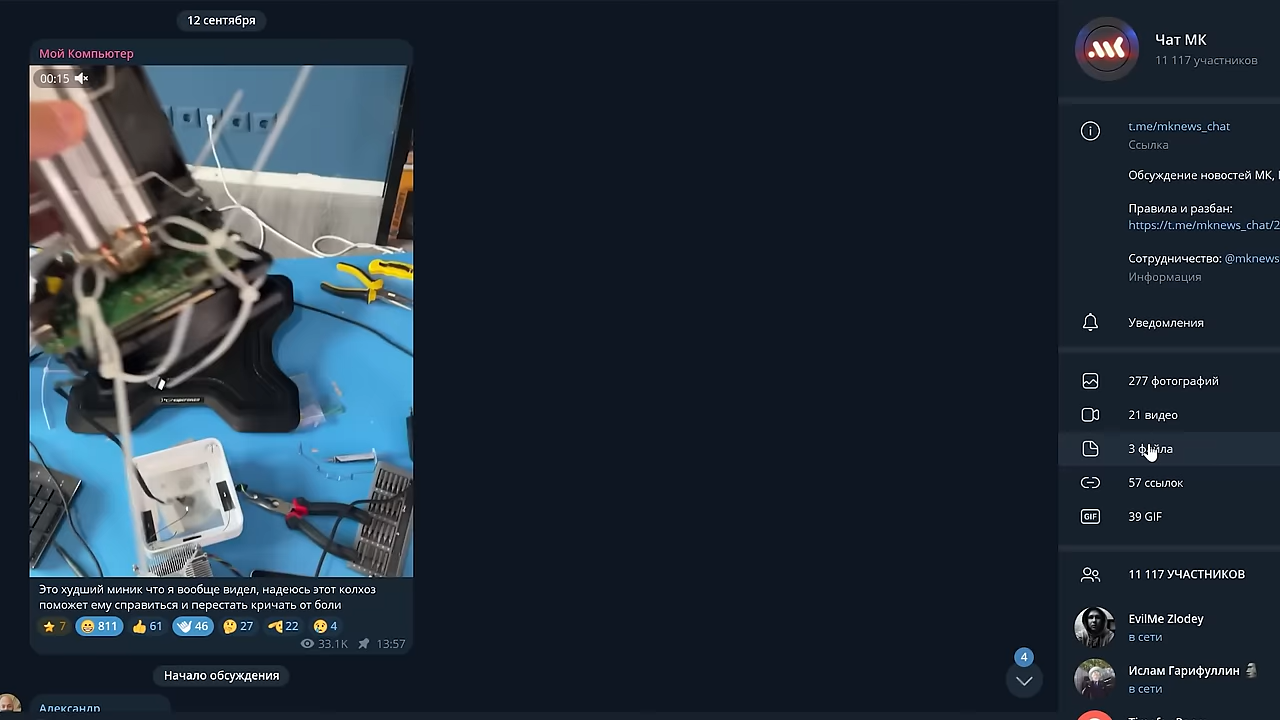 12 сентября
Мой Компьютер
00:15
Это худший миник что я вообще видел, надеюсь этот колхоз
поможет ему справиться и перестать кричать от боли
7
811
61
46
27
22
4
33.1K
13:57
Начало обсуждения
Александр
4
Чат МК
11 117 участников
t.me/mknews_chat
Ссылка
Обсуждение новостей МК,
Правила и разбан:
https://t.me/mknews_chat/2
Сотрудничество: @mknews
Информация
Уведомления
277 фотографий
21 видео
3 файла
57 ссылок
GIF
39 GIF
11 117 УЧАСТНИКОВ
EvilMe Zlodey
в сети
Ислам Гарифуллин
в сети